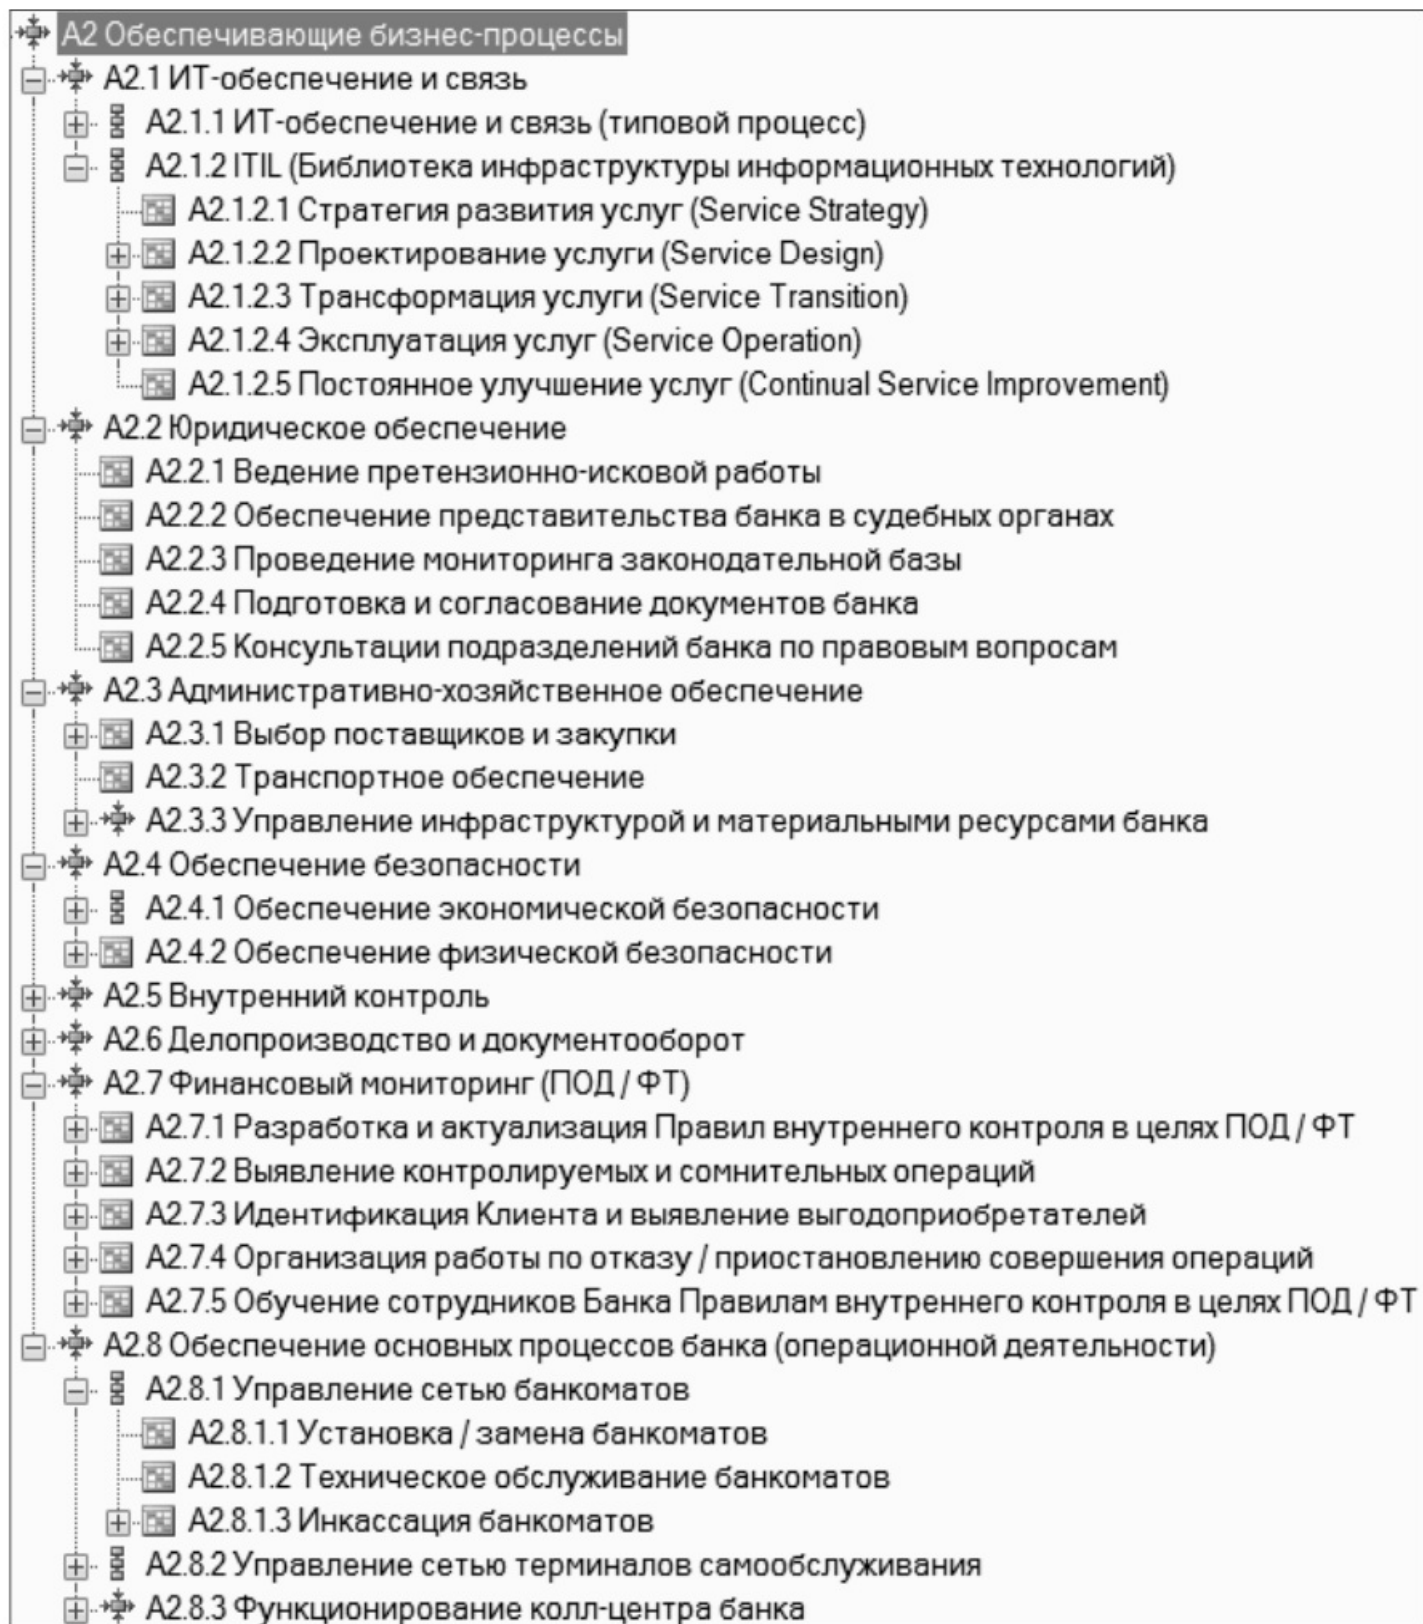 А2 Обеспечивающие бизнес-процессы
А2.1 ИТ-обеспечение и связь
А2.1.1 ИТ-обеспечение и связь (типовой процесс)
А2.1.2 ITIL (Библиотека инфраструктуры информационных технологий)
А2.1.2.1 Стратегия развития услуг (Service Strategy)
А2.1.2.2 Проектирование услуги (Service Design)
А2.1.2.3 Трансформация услуги (Service Transition)
А2.1.2.4 Эксплуатация услуг (Service Operation)
А2.1.2.5 Постоянное улучшение услуг (Continual Service Improvement)
А2.2 Юридическое обеспечение
А2.2.1 Ведение претензионно-исковой работы
А2.2.2 Обеспечение представительства банка в судебных органах
А2.2.3 Проведение мониторинга законодательной базы
А2.2.4 Подготовка и согласование документов банка
А2.2.5 Консультации подразделений банка по правовым вопросам
А2.3 Административно-хозяйственное обеспечение
А2.3.1 Выбор поставщиков и закупки
А2.3.2 Транспортное обеспечение
А2.3.3 Управление инфраструктурой и материальными ресурсами банка
А2.4 Обеспечение безопасности
А2.4.1 Обеспечение экономической безопасности
А2.4.2 Обеспечение физической безопасности
А2.5 Внутренний контроль
А2.6 Делопроизводство и документооборот
А2.7 Финансовый мониторинг (ПОД / ФТ)
А2.7.1 Разработка и актуализация Правил внутреннего контроля в целях ПОД / ФТ
А2.7.2 Выявление контролируемых и сомнительных операций
А2.7.3 Идентификация Клиента и выявление выгодоприобретателей
А2.7.4 Организация работы по отказу / приостановлению совершения операций
А2.7.5 Обучение сотрудников Банка Правилам внутреннего контроля в целях ПОД / ФТ
А2.8 Обеспечение основных процессов банка (операционной деятельности)
А2.8.1 Управление сетью банкоматов
А2.8.1.1 Установка / замена банкоматов
А2.8.1.2 Техническое обслуживание банкоматов
А2.8.1.3 Инкассация банкоматов
А2.8.2 Управление сетью терминалов самообслуживания
А2.8.3 Функционирование колл-центра банка